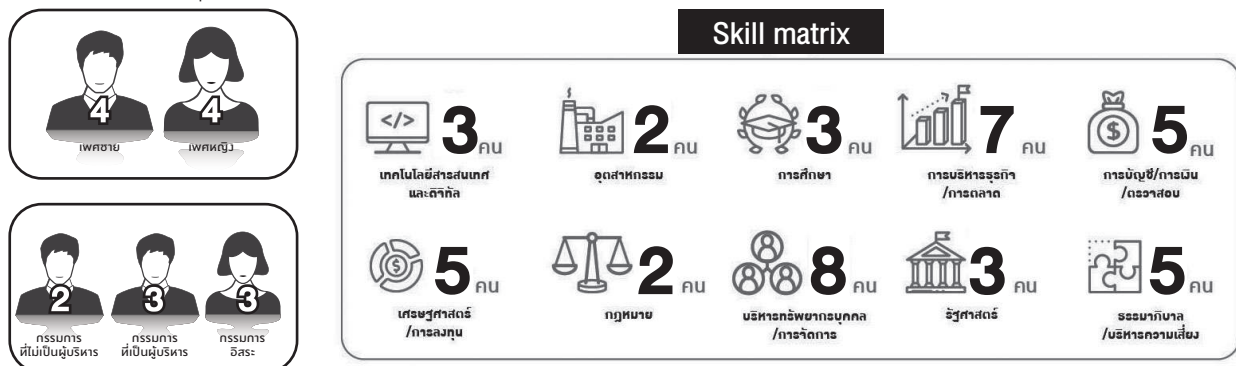 4
4
เพศชาย
เพศหญิง
2
3
3
กรรมการ
ที่ไม่เป็นผู้บริหาร
กรรมการ
ที่เป็นผู้บริหาร
กรรมการ
อิสระ
Skill matrix
</>
3 คน
เทคโนโลยีสารสนเทศ
และดิจิทัล
2 คน
อุตสาหกรรม
3 คน
การศึกษา
7 คน
การบริหารธุรกิจ
/การตลาด
$
5 คน
การบัญชี/การเงิน
/ตรวจสอบ
$
5 คน
เศรษฐศาสตร์
/การลงทุน
2 คน
กฎหมาย
8 คน
บริหารทรัพยากรบุคคล
/การจัดการ
3 คน
รัฐศาสตร์
5 คน
ธรรมาภิบาล
/บริหารความเสี่ยง